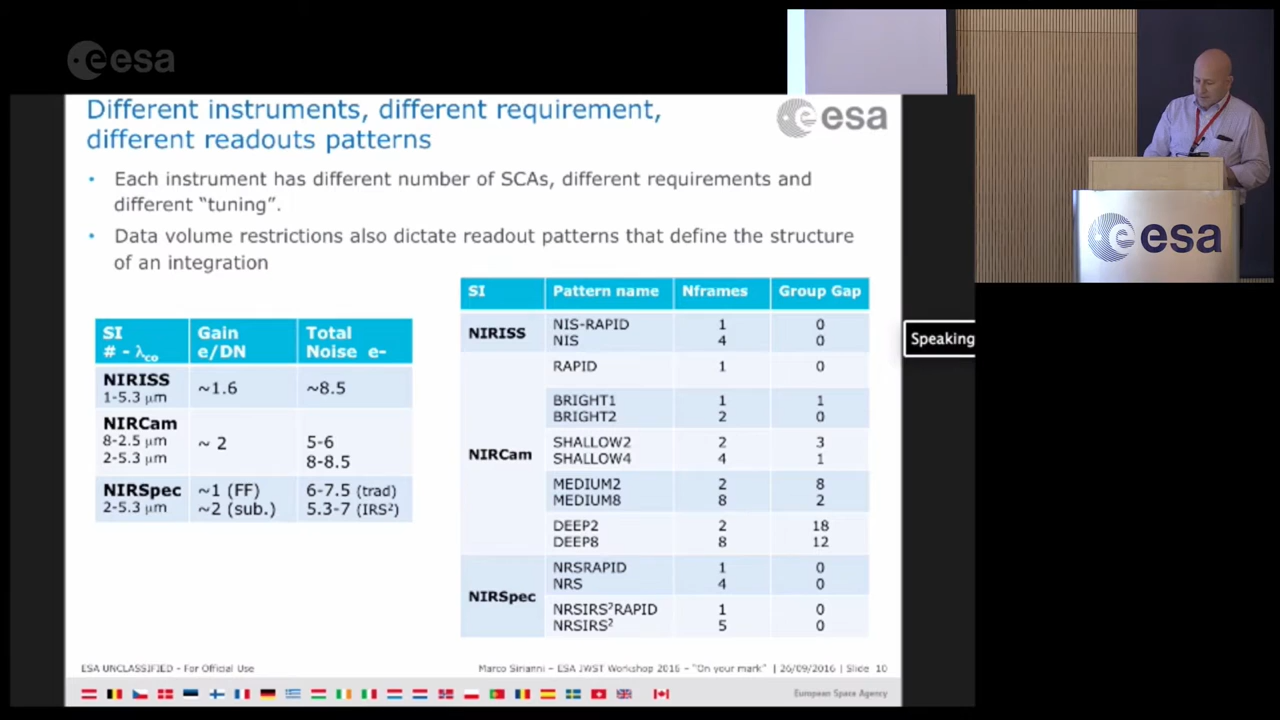 esa
Different instruments, different requirement,
different readouts patterns
esa
• Each instrument has different number of SCAs, different requirements and
different “tuning”.
• Data volume restrictions also dictate readout patterns that define the structure
of an integration
SI Gain Total
# - λco e/DN Noise e-
NIRISS ~1.6 ~8.5
1-5.3 μm
NIRCam ~ 2
8-2.5 μm 5-6
2-5.3 μm 8-8.5
NIRSpec ~1 (FF) 6-7.5 (trad)
2-5.3 μm ~2 (sub.) 5.3-7 (IRS²)
SI Pattern name Nframes Group Gap
NIRISS
NIS-RAPID 1 0
NIS 4 0
NIRCam
RAPID 1 0
BRIGHT1 1 1
BRIGHT2 2 0
SHALLOW2 2 3
SHALLOW4 4 1
MEDIUM2 2 8
MEDIUM8 8 2
DEEP2 2 18
DEEP8 8 12
NIRSpec
NRSRAPID 1 0
NRS 4 0
NRSIRS²RAPID 1 0
NRSIRS² 5 0
ESA UNCLASSIFIED - For Official Use
Marco Sirianni - ESA JWST Workshop 2016 - "On your mark" | 26/09/2016 | Slide 10
European Space Agency
Speaking
esa